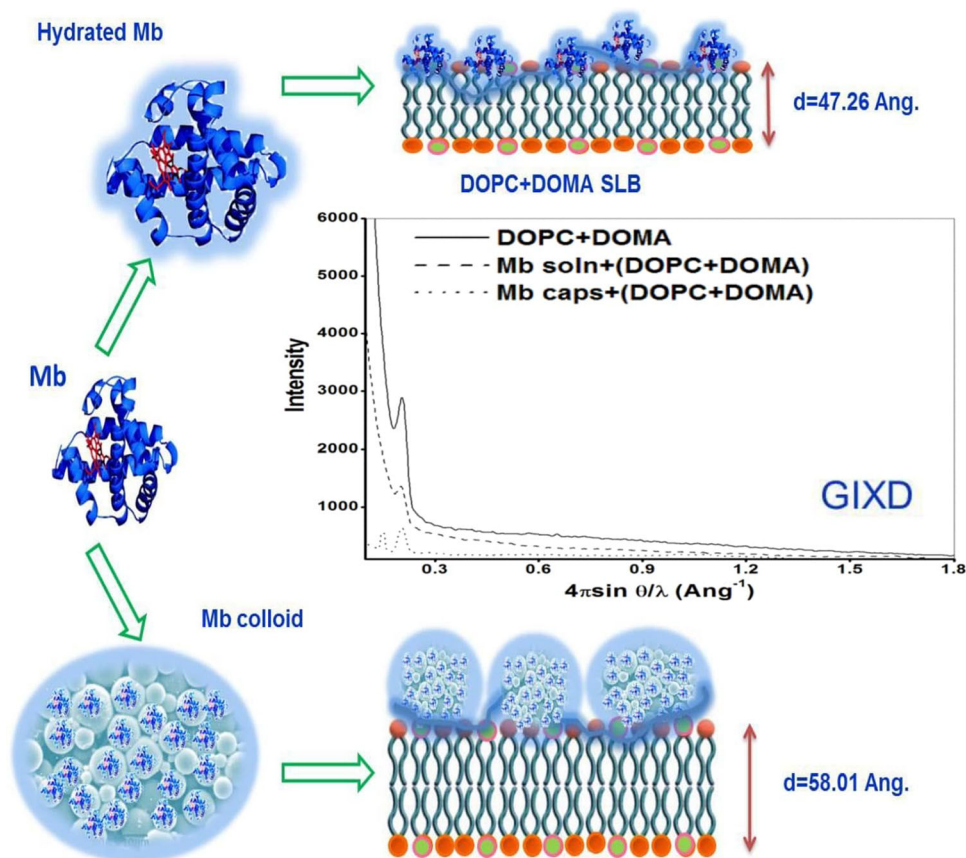 Hydrated Mb
d=47.26 Ang.
DOPC+DOMA SLB
6000
5000
4000
3000
2000
1000
Intensity
DOPC+DOMA
Mb soln+(DOPC+DOMA)
Mb caps+(DOPC+DOMA)
GIXD
0.3 0.6 0.9 1.2 1.5 1.8
4πsin θ/λ (Ang⁻¹)
Mb
Mb colloid
d=58.01 Ang.